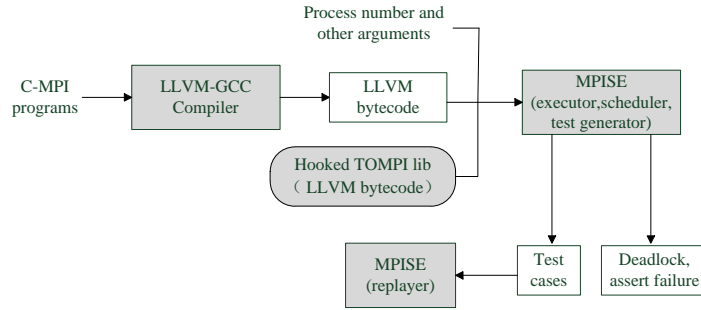 Process number and
other arguments
C-MPI
programs
LLVM-GCC
Compiler
LLVM
bytecode
MPISE
(executor,scheduler,
test generator)
Hooked TOMPI lib
（ LLVM bytecode）
MPISE
(replayer)
Test
cases
Deadlock,
assert failure